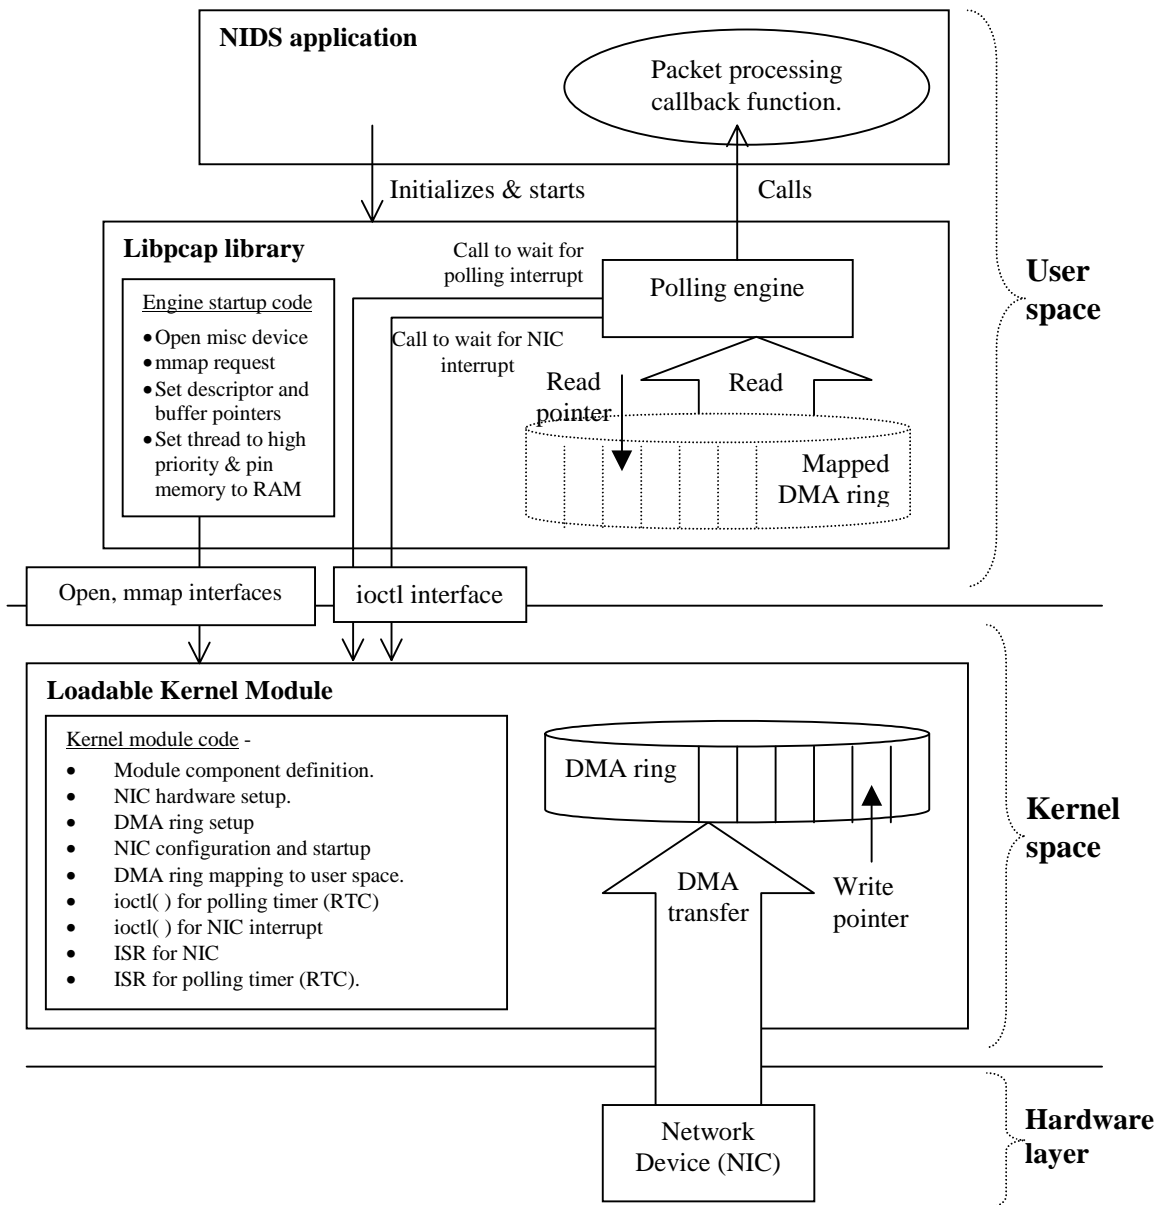 NIDS application
Packet processing
callback function.
Initializes & starts
Calls
Libpcap library
Call to wait for
polling interrupt
Engine startup code
• Open misc device
• mmap request
• Set descriptor and
buffer pointers
• Set thread to high
priority & pin
memory to RAM
Polling engine
Call to wait for NIC
interrupt
Read
pointer
Read
Mapped
DMA ring
User
space
Open, mmap interfaces
ioctl interface
Loadable Kernel Module
Kernel module code -
• Module component definition.
• NIC hardware setup.
• DMA ring setup
• NIC configuration and startup
• DMA ring mapping to user space.
• ioctl( ) for polling timer (RTC)
• ioctl() for NIC interrupt
• ISR for NIC
• ISR for polling timer (RTC).
DMA ring
DMA
transfer
Write
pointer
Kernel
space
Network
Device (NIC)
Hardware
layer